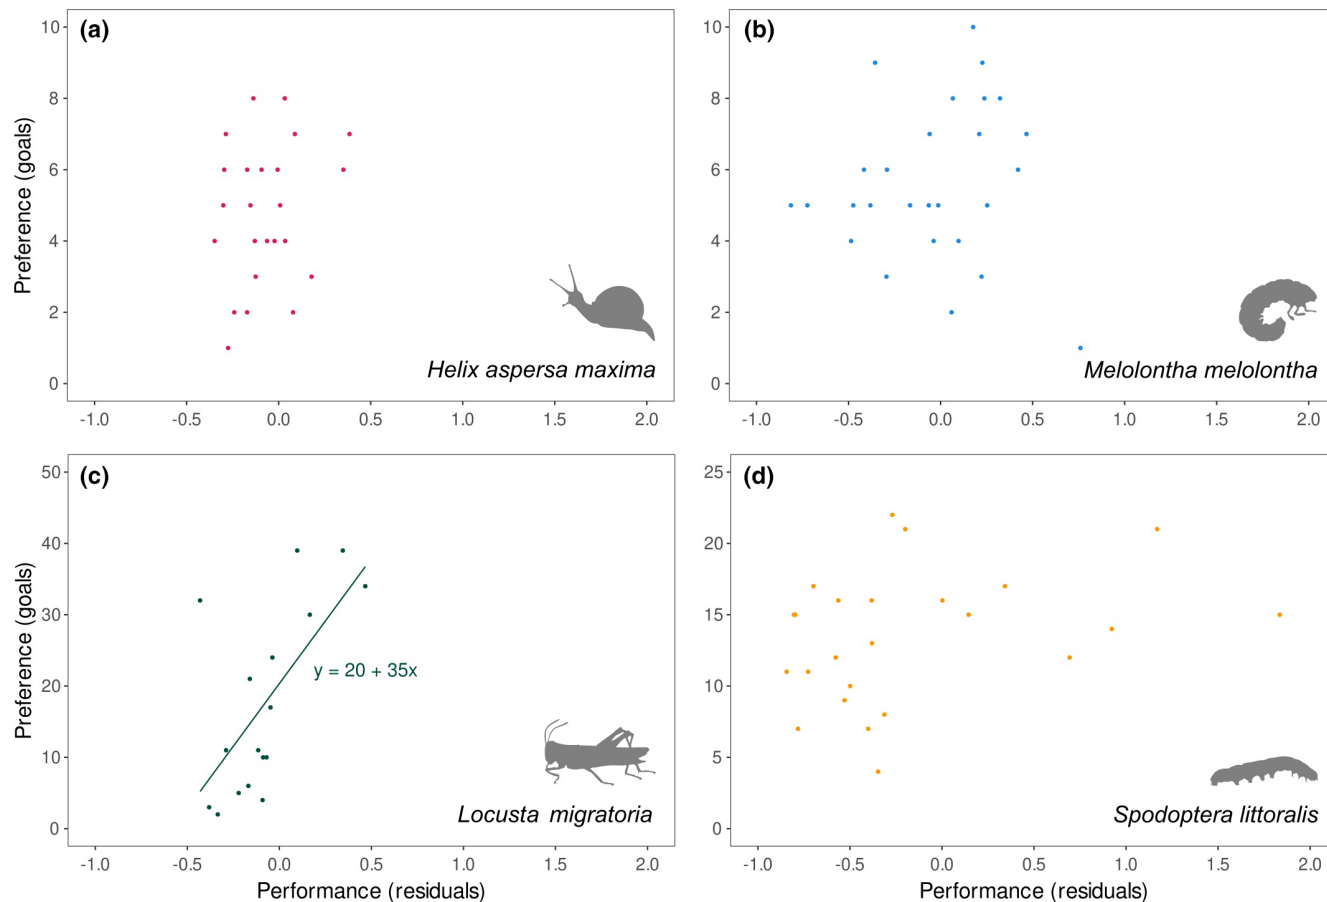 (a)
10
8
6
4
2
0
Preference (goals)
-1.0 -0.5 0.0 0.5 1.0 1.5 2.0
Helix aspersa maxima
(b)
10
8
6
4
2
0
-1.0 -0.5 0.0 0.5 1.0 1.5 2.0
Melolontha melolontha
(c)
50
40
30
20
10
0
Preference (goals)
y = 20 + 35x
Locusta migratoria
-1.0 -0.5 0.0 0.5 1.0 1.5 2.0
Performance (residuals)
(d)
25
20
15
10
5
0
Spodoptera littoralis
-1.0 -0.5 0.0 0.5 1.0 1.5 2.0
Performance (residuals)